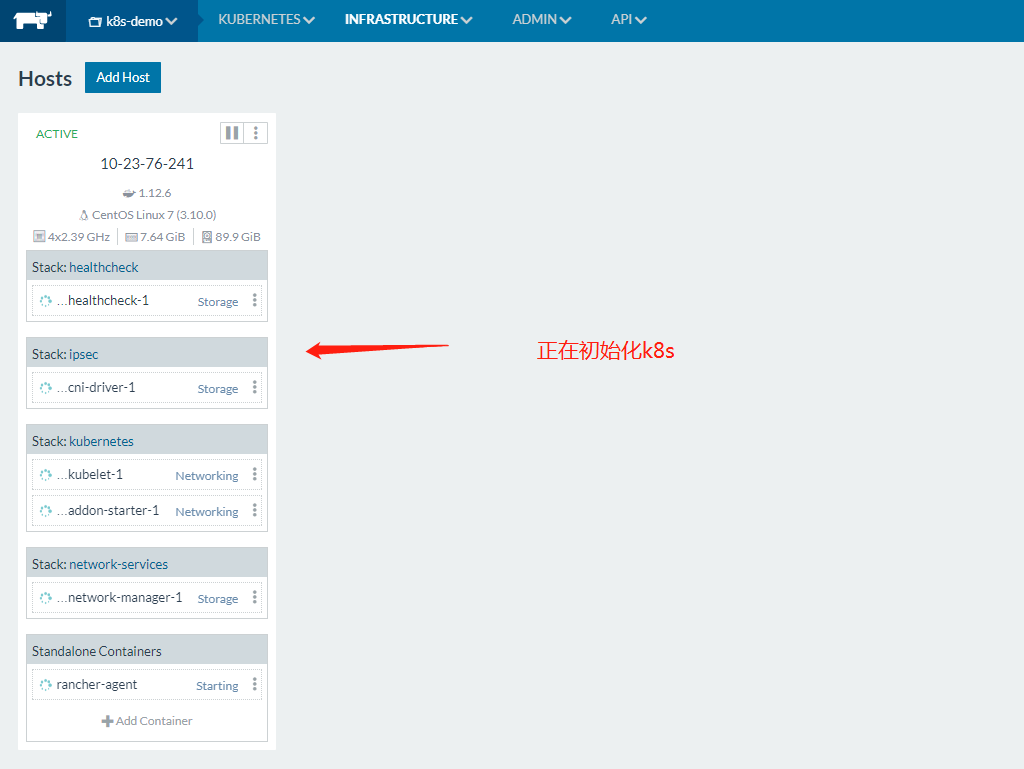 k8s-demo KUBERNETES INFRASTRUCTURE ADMIN API
Hosts Add Host
ACTIVE
10-23-76-241
1.12.6
CentOS Linux 7 (3.10.0)
4x2.39 GHz 7.64 GiB 89.9 GiB
Stack: healthcheck
...healthcheck-1 Storage
Stack: ipsec
正在初始化k8s
...cni-driver-1 Storage
Stack: kubernetes
...kubelet-1 Networking
...addon-starter-1 Networking
Stack: network-services
...network-manager-1 Storage
Standalone Containers
rancher-agent Starting
Add Container